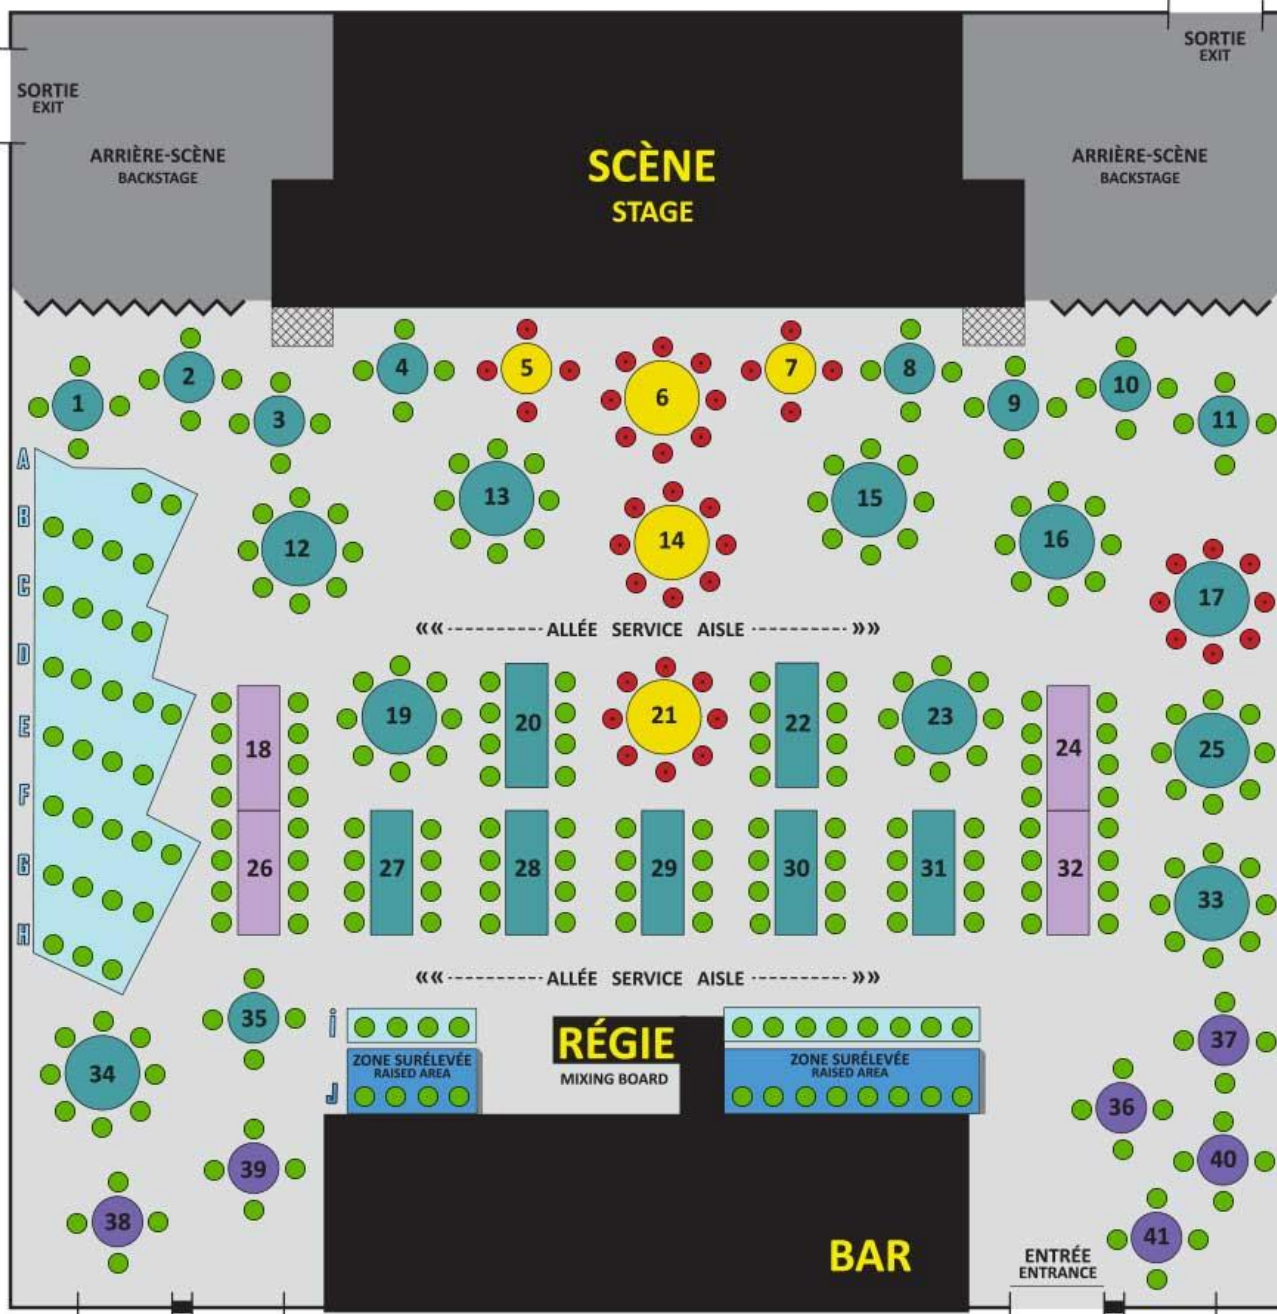 SORTIE
EXIT
SORTIE
EXIT
ARRIÈRE-SCÈNE
BACKSTAGE
SCÈNE
STAGE
ARRIÈRE-SCÈNE
BACKSTAGE
1
2
3
4
5
6
7
8
9
10
11
A
B
C
D
E
F
G
H
12
13
14
15
16
17
«« ---------- ALLÉE SERVICE AISLE ---------- »»
18
19
20
21
22
23
24
25
26
27
28
29
30
31
32
33
«« ---------- ALLÉE SERVICE AISLE ---------- »»
34
35
i
J
ZONE SURÉLEVÉE
RAISED AREA
RÉGIE
MIXING BOARD
ZONE SURÉLEVÉE
RAISED AREA
37
36
39
40
38
41
BAR
ENTRÉE
ENTRANCE